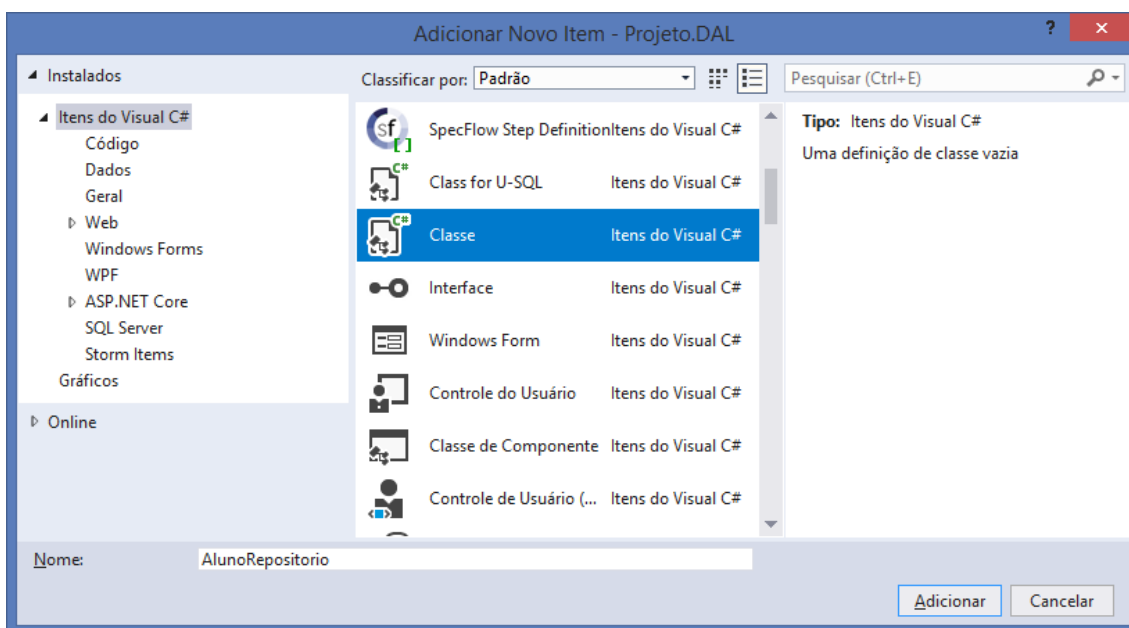 Adicionar Novo Item - Projeto.DAL
?
Instalados
Classificar por: Padrão
Pesquisar (Ctrl+E)
Itens do Visual C#
Código
Dados
Geral
Web
Windows Forms
WPF
ASP.NET Core
SQL Server
Storm Items
Gráficos
Online
sf SpecFlow Step Definition Itens do Visual C#
C# Class for U-SQL Itens do Visual C#
C# Classe Itens do Visual C#
Interface Itens do Visual C#
Windows Form Itens do Visual C#
Controle do Usuário Itens do Visual C#
Classe de Componente Itens do Visual C#
Controle de Usuário (... Itens do Visual C#
Tipo: Itens do Visual C#
Uma definição de classe vazia
Nome: AlunoRepositorio
Adicionar Cancelar